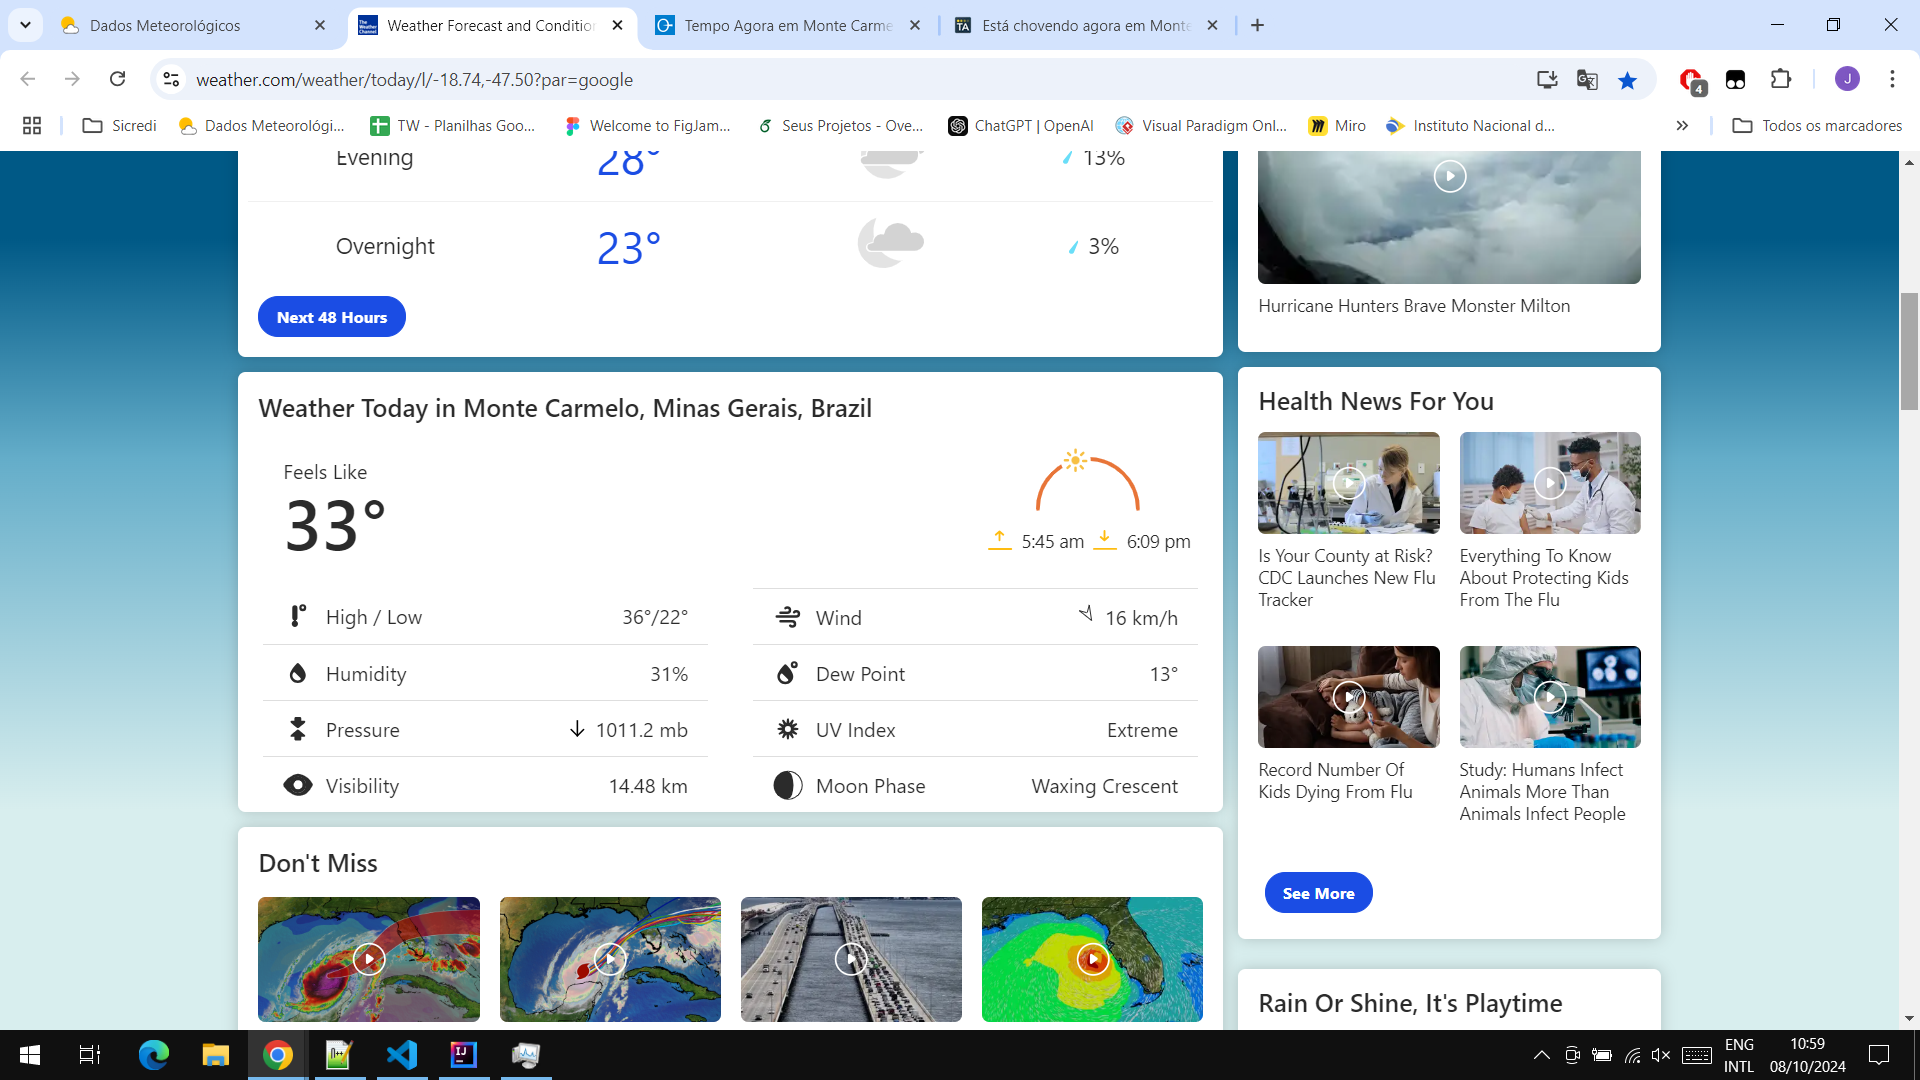 Dados Meteorológicos
Weather Forecast and Condition
Tempo Agora em Monte Carme
Está chovendo agora em Monte
weather.com/weather/today/l/-18.74,-47.50?par=google
4
J
Sicredi
Dados Meteorológi...
TW - Planilhas Goo...
Welcome to FigJam...
Seus Projetos - Ove...
ChatGPT | OpenAI
Visual Paradigm Onl...
Miro
Instituto Nacional d...
Todos os marcadores
Evening
28°
13%
Overnight
23°
3%
Next 48 Hours
Hurricane Hunters Brave Monster Milton
Weather Today in Monte Carmelo, Minas Gerais, Brazil
Feels Like
33°
5:45 am
6:09 pm
High / Low
36°/22°
Wind
16 km/h
Humidity
31%
Dew Point
13°
Pressure
1011.2 mb
UV Index
Extreme
Visibility
14.48 km
Moon Phase
Waxing Crescent
Health News For You
Is Your County at Risk?
CDC Launches New Flu
Tracker
Everything To Know
About Protecting Kids
From The Flu
Record Number Of
Kids Dying From Flu
Study: Humans Infect
Animals More Than
Animals Infect People
See More
Don't Miss
Rain Or Shine, It's Playtime
ENG
INTL
10:59
08/10/2024